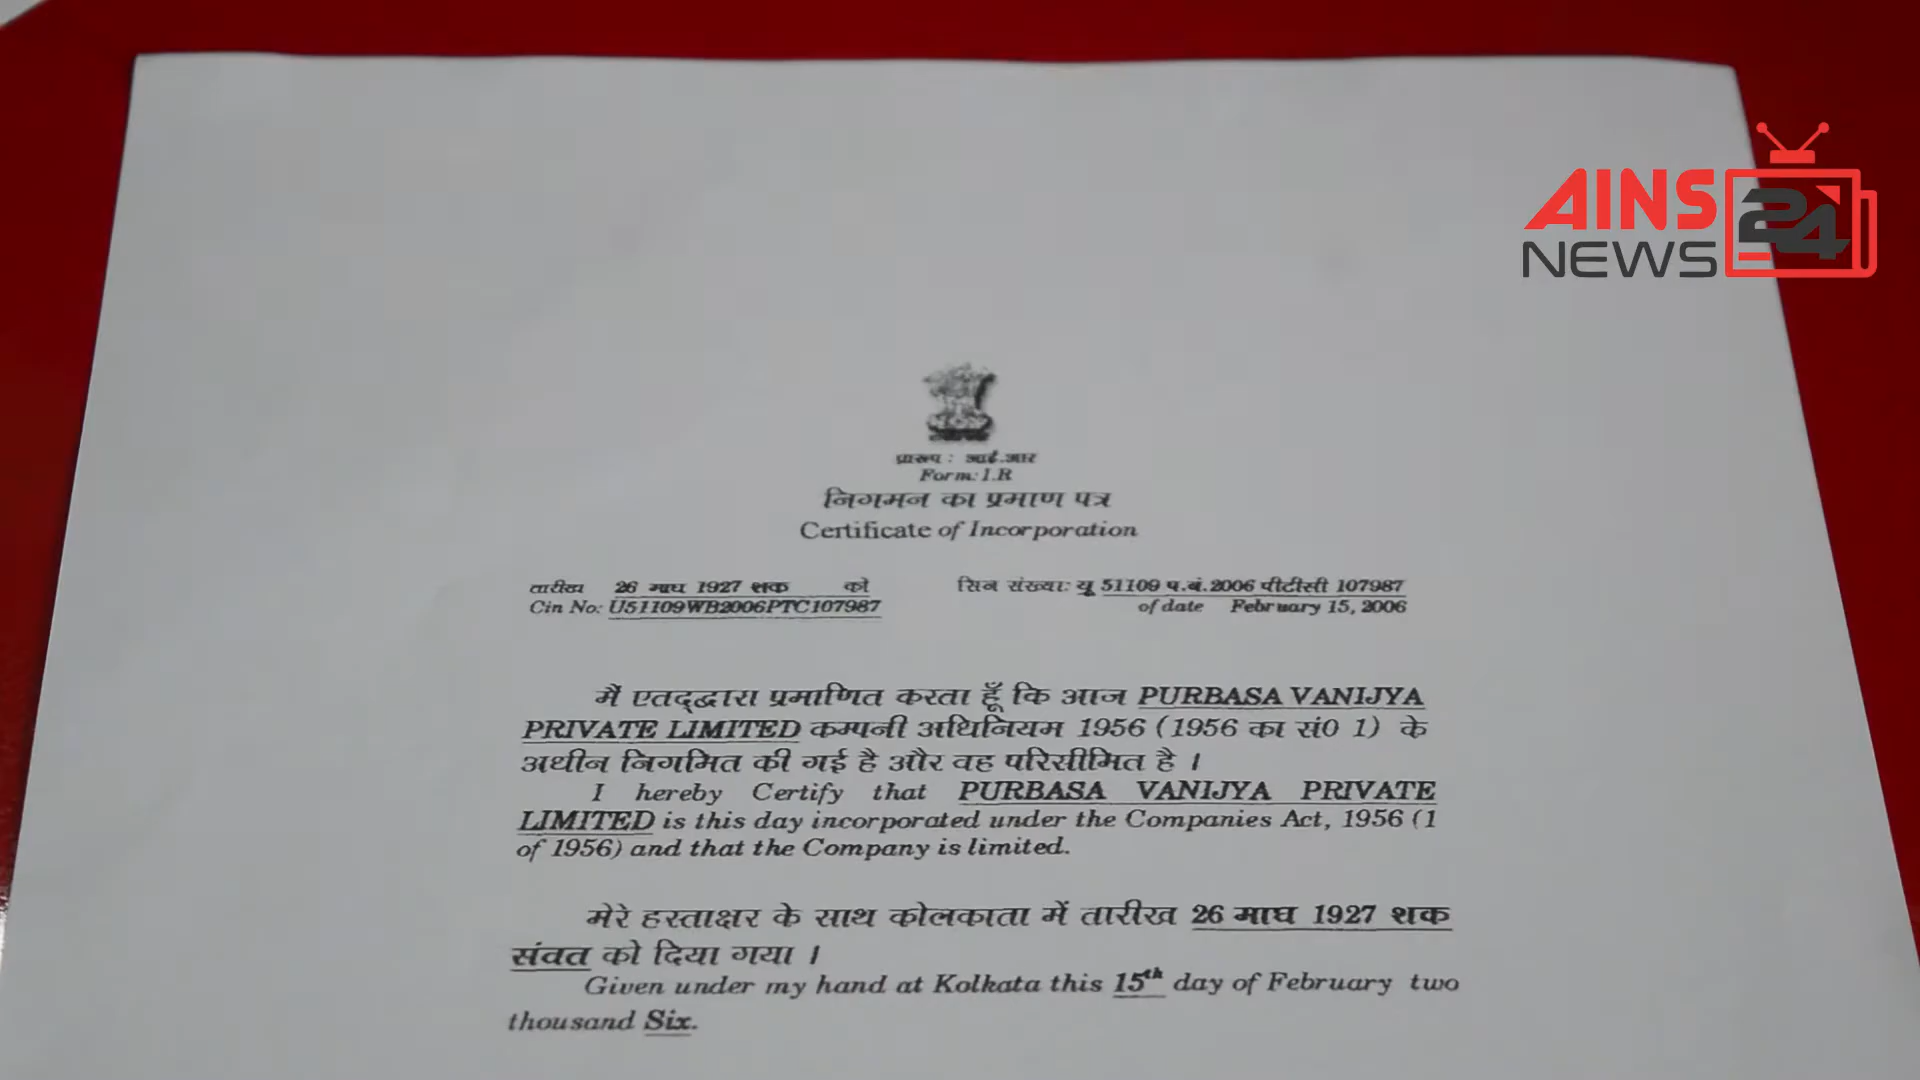 AINS
NEWS 24
प्रारूप : आई.आर
Form: I.R
निगमन का प्रमाण पत्र
Certificate of Incorporation
तारीख 26 माघ 1927 शक को
सिन संख्या: यू 51109 प.बं.2006 पीटीसी 107987
Cin No: U51109WB2006PTC107987
of date February 15, 2006
मैं एतद्द्वारा प्रमाणित करता हूँ कि आज PURBASA VANIJYA
PRIVATE LIMITED कम्पनी अधिनियम 1956 (1956 का सं0 1) के
अधीन निगमित की गई है और वह परिसीमित है ।
I hereby Certify that PURBASA VANIJYA PRIVATE
LIMITED is this day incorporated under the Companies Act, 1956 (1
of 1956) and that the Company is limited.
मेरे हस्ताक्षर के साथ कोलकाता में तारीख 26 माघ 1927 शक
संवत को दिया गया ।
Given under my hand at Kolkata this 15th day of February two
thousand Six.